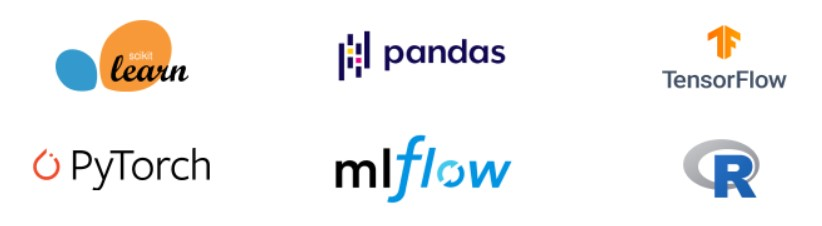 scikit
learn
pandas
TensorFlow
PyTorch
mlflow
R